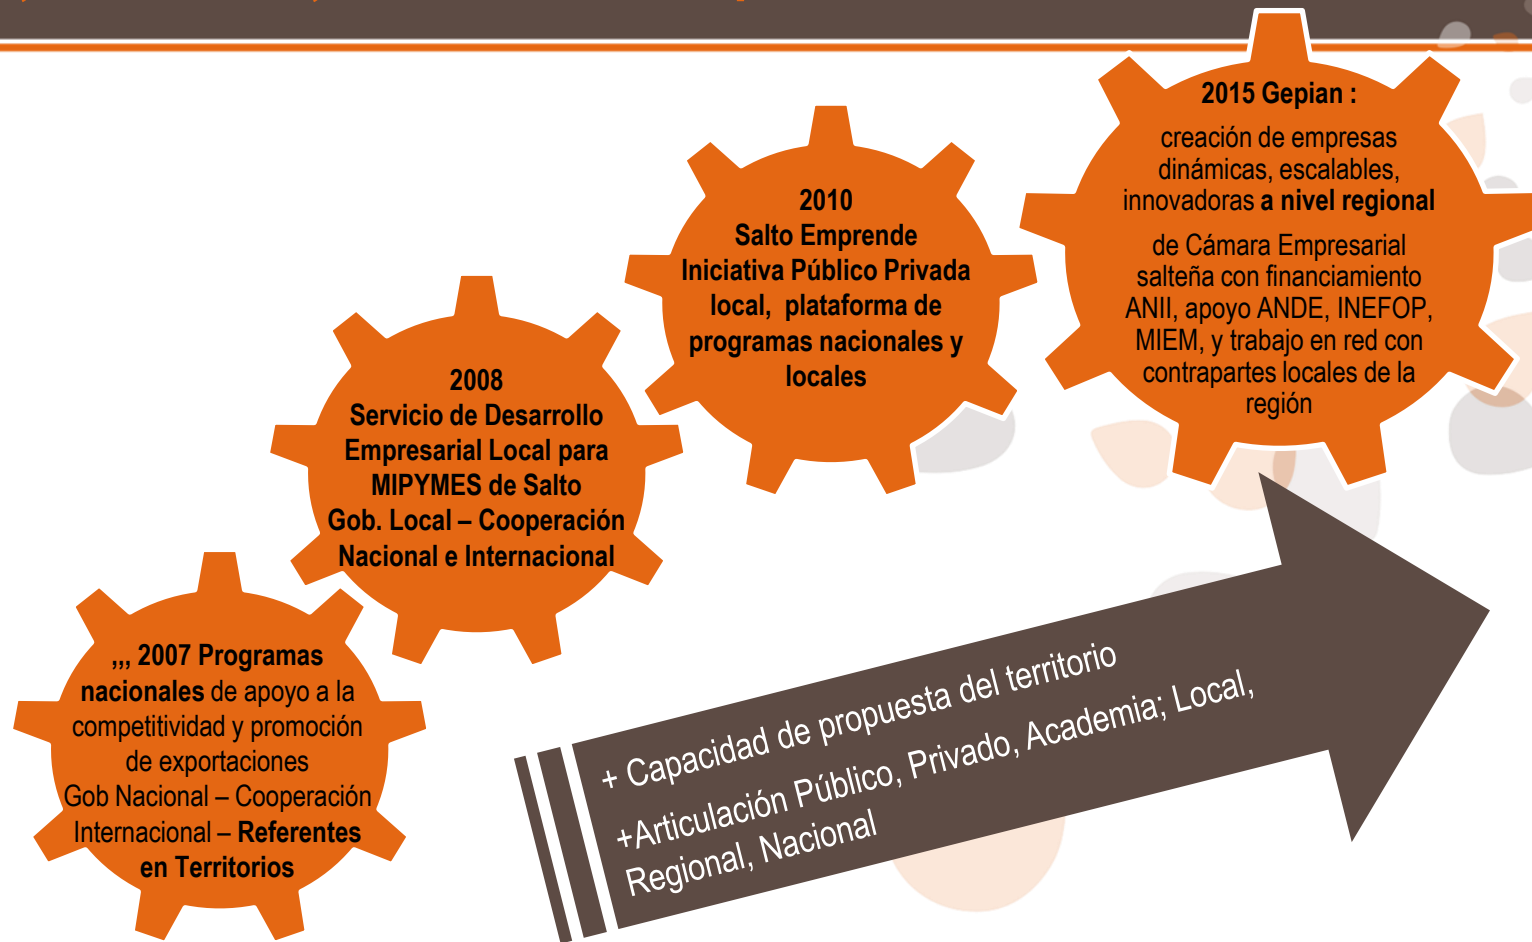 ,,, 2007 Programas
nacionales de apoyo a la
competitividad y promoción
de exportaciones
Gob Nacional – Cooperación
Internacional – Referentes
en Territorios
2008
Servicio de Desarrollo
Empresarial Local para
MIPYMES de Salto
Gob. Local – Cooperación
Nacional e Internacional
2010
Salto Emprende
Iniciativa Público Privada
local, plataforma de
programas nacionales y
locales
2015 Gepian :
creación de empresas
dinámicas, escalables,
innovadoras a nivel regional
de Cámara Empresarial
salteña con financiamiento
ANII, apoyo ANDE, INEFOP,
MIEM, y trabajo en red con
contrapartes locales de la
región
+ Capacidad de propuesta del territorio
+Articulación Público, Privado, Academia; Local,
Regional, Nacional